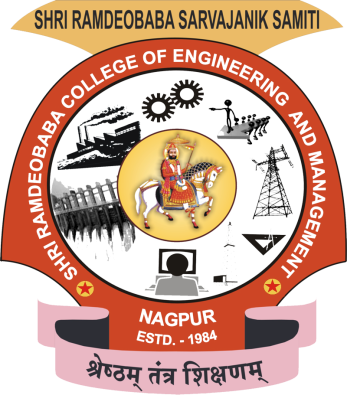 SHRI RAMDEOBABA SARVAJANIK SAMITI
SHRI RAMDEOBABA COLLEGE OF ENGINEERING AND MANAGEMENT
NAGPUR
ESTD. - 1984
श्रेष्ठम् तंत्र शिक्षणम्